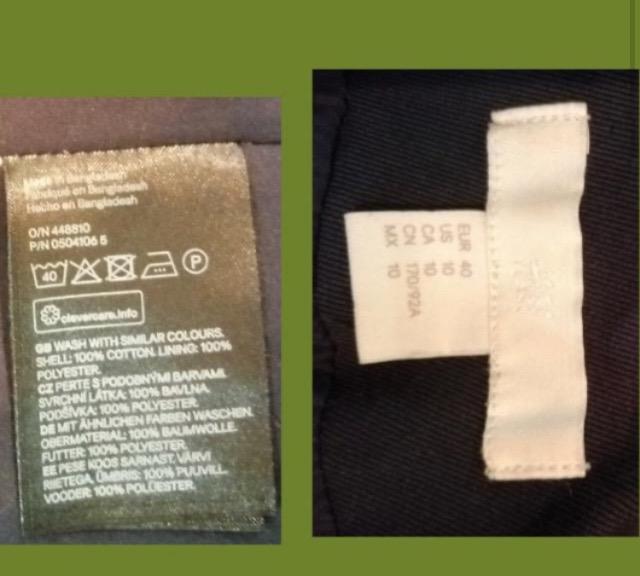 Made in Bangladesh
Fabriqué en Bangladesh
Hecho en Bangladesh
O/N 448810
P/N 0504106 5
40
P
clevercare.info
GB WASH WITH SIMILAR COLOURS.
SHELL: 100% COTTON. LINING: 100%
POLYESTER.
CZ PERTE S PODOBNÝMI BARVAMI.
SVRCHNÍ LÁTKA: 100% BAVLNA.
PODŠÍVKA: 100% POLYESTER.
DE MIT ÄHNLICHEN FARBEN WASCHEN.
OBERMATERIAL: 100% BAUMWOLLE.
FUTTER: 100% POLYESTER.
EE PESE KOOS SARNAST VÄRVI
RIIETEGA. ÜMBRIS: 100% PUUVILL.
VOODER: 100% POLÜESTER.
EUR 40
US 10
CA 10
CN 170/92A
MX 10